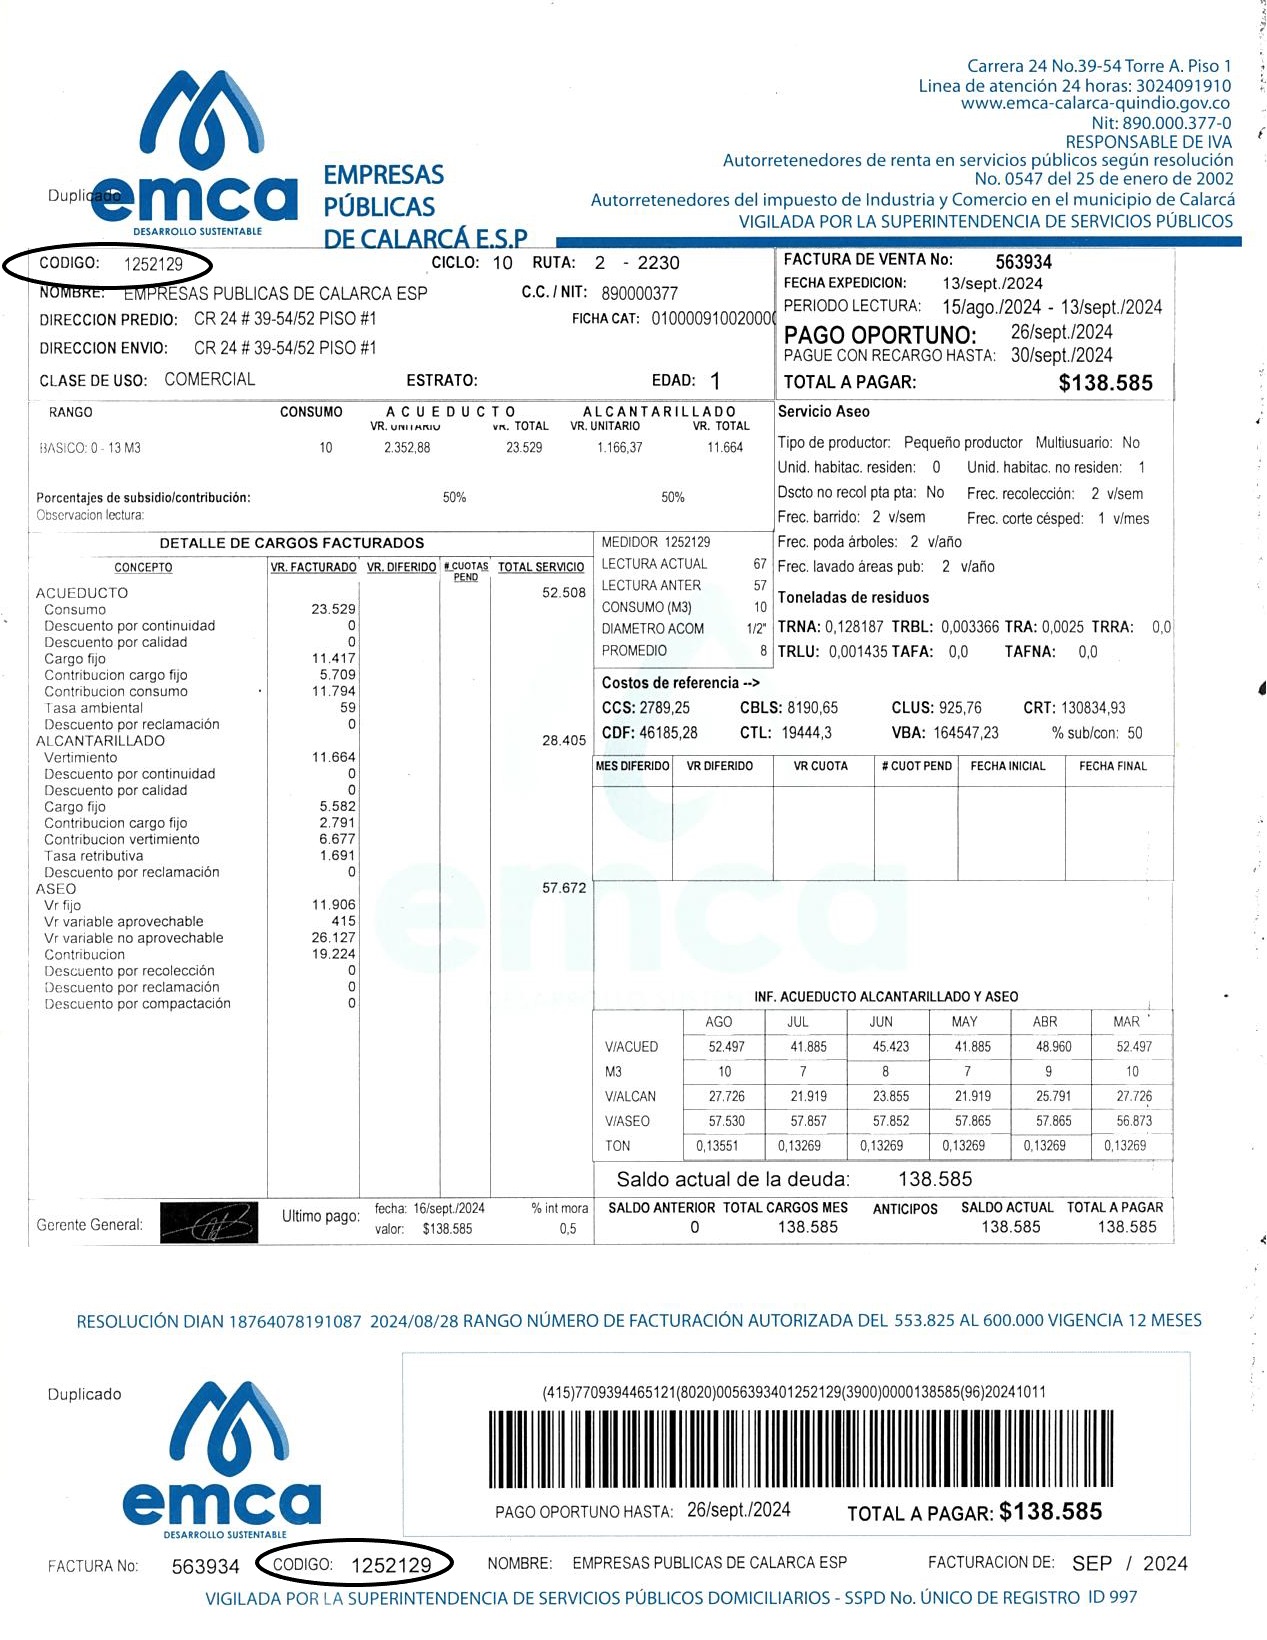 Carrera 24 No.39-54 Torre A. Piso 1
Linea de atención 24 horas: 3024091910
www.emca-calarca-quindio.gov.co
Nit: 890.000.377-0
RESPONSABLE DE IVA
Autorretenedores de renta en servicios públicos según resolución
No. 0547 del 25 de enero de 2002
Autorretenedores del impuesto de Industria y Comercio en el municipio de Calarcá
VIGILADA POR LA SUPERINTENDENCIA DE SERVICIOS PÚBLICOS
Duplicado
emca
DESARROLLO SUSTENTABLE
EMPRESAS
PÚBLICAS
DE CALARCÁ E.S.P
CODIGO: 1252129 CICLO: 10 RUTA: 2 - 2230
NOMBRE: EMPRESAS PUBLICAS DE CALARCA ESP C.C. / NIT: 890000377
DIRECCION PREDIO: CR 24 # 39-54/52 PISO #1 FICHA CAT: 010000910020000
DIRECCION ENVIO: CR 24 # 39-54/52 PISO #1
CLASE DE USO: COMERCIAL ESTRATO: EDAD: 1
FACTURA DE VENTA No: 563934
FECHA EXPEDICION: 13/sept./2024
PERIODO LECTURA: 15/ago./2024 - 13/sept./2024
PAGO OPORTUNO: 26/sept./2024
PAGUE CON RECARGO HASTA: 30/sept./2024
TOTAL A PAGAR: $138.585
RANGO CONSUMO ACUEDUCTO ALCANTARILLADO
VR. UNITARIO VR. TOTAL VR. UNITARIO VR. TOTAL
BASICO: 0 - 13 M3 10 2.352,88 23.529 1.166,37 11.664
Porcentajes de subsidio/contribución: 50% 50%
Observacion lectura:
Servicio Aseo
Tipo de productor: Pequeño productor Multiusuario: No
Unid. habitac. residen: 0 Unid. habitac. no residen: 1
Dscto no recol pta pta: No Frec. recolección: 2 v/sem
Frec. barrido: 2 v/sem Frec. corte césped: 1 v/mes
Frec. poda árboles: 2 v/año
Frec. lavado áreas pub: 2 v/año
Toneladas de residuos
TRNA: 0,128187 TRBL: 0,003366 TRA: 0,0025 TRRA: 0,0
TRLU: 0,001435 TAFA: 0,0 TAFNA: 0,0
DETALLE DE CARGOS FACTURADOS
CONCEPTO VR. FACTURADO VR. DIFERIDO # CUOTAS PEND TOTAL SERVICIO
ACUEDUCTO 52.508
Consumo 23.529
Descuento por continuidad 0
Descuento por calidad 0
Cargo fijo 11.417
Contribucion cargo fijo 5.709
Contribucion consumo 11.794
Tasa ambiental 59
Descuento por reclamación 0
ALCANTARILLADO 28.405
Vertimiento 11.664
Descuento por continuidad 0
Descuento por calidad 0
Cargo fijo 5.582
Contribucion cargo fijo 2.791
Contribucion vertimiento 6.677
Tasa retributiva 1.691
Descuento por reclamación 0
ASEO 57.672
Vr fijo 11.906
Vr variable aprovechable 415
Vr variable no aprovechable 26.127
Contribucion 19.224
Descuento por recolección 0
Descuento por reclamación 0
Descuento por compactación 0
MEDIDOR 1252129
LECTURA ACTUAL 67
LECTURA ANTER 57
CONSUMO (M3) 10
DIAMETRO ACOM 1/2"
PROMEDIO 8
Costos de referencia -->
CCS: 2789,25 CBLS: 8190,65 CLUS: 925,76 CRT: 130834,93
CDF: 46185,28 CTL: 19444,3 VBA: 164547,23 % sub/con: 50
MES DIFERIDO VR DIFERIDO VR CUOTA # CUOT PEND FECHA INICIAL FECHA FINAL
emca
INF. ACUEDUCTO ALCANTARILLADO Y ASEO
AGO JUL JUN MAY ABR MAR
V/ACUED 52.497 41.885 45.423 41.885 48.960 52.497
M3 10 7 8 7 9 10
V/ALCAN 27.726 21.919 23.855 21.919 25.791 27.726
V/ASEO 57.530 57.857 57.852 57.865 57.865 56.873
TON 0,13551 0,13269 0,13269 0,13269 0,13269 0,13269
Saldo actual de la deuda: 138.585
Gerente General:
Ultimo pago: fecha: 16/sept./2024 % int mora
valor: $138.585 0,5
SALDO ANTERIOR TOTAL CARGOS MES ANTICIPOS SALDO ACTUAL TOTAL A PAGAR
0 138.585 138.585 138.585
RESOLUCIÓN DIAN 18764078191087 2024/08/28 RANGO NÚMERO DE FACTURACIÓN AUTORIZADA DEL 553.825 AL 600.000 VIGENCIA 12 MESES
Duplicado
emca
DESARROLLO SUSTENTABLE
(415)7709394465121(8020)0056393401252129(3900)0000138585(96)20241011
PAGO OPORTUNO HASTA: 26/sept./2024 TOTAL A PAGAR: $138.585
FACTURA No: 563934 CODIGO: 1252129 NOMBRE: EMPRESAS PUBLICAS DE CALARCA ESP FACTURACION DE: SEP / 2024
VIGILADA POR LA SUPERINTENDENCIA DE SERVICIOS PÚBLICOS DOMICILIARIOS - SSPD No. ÚNICO DE REGISTRO ID 997